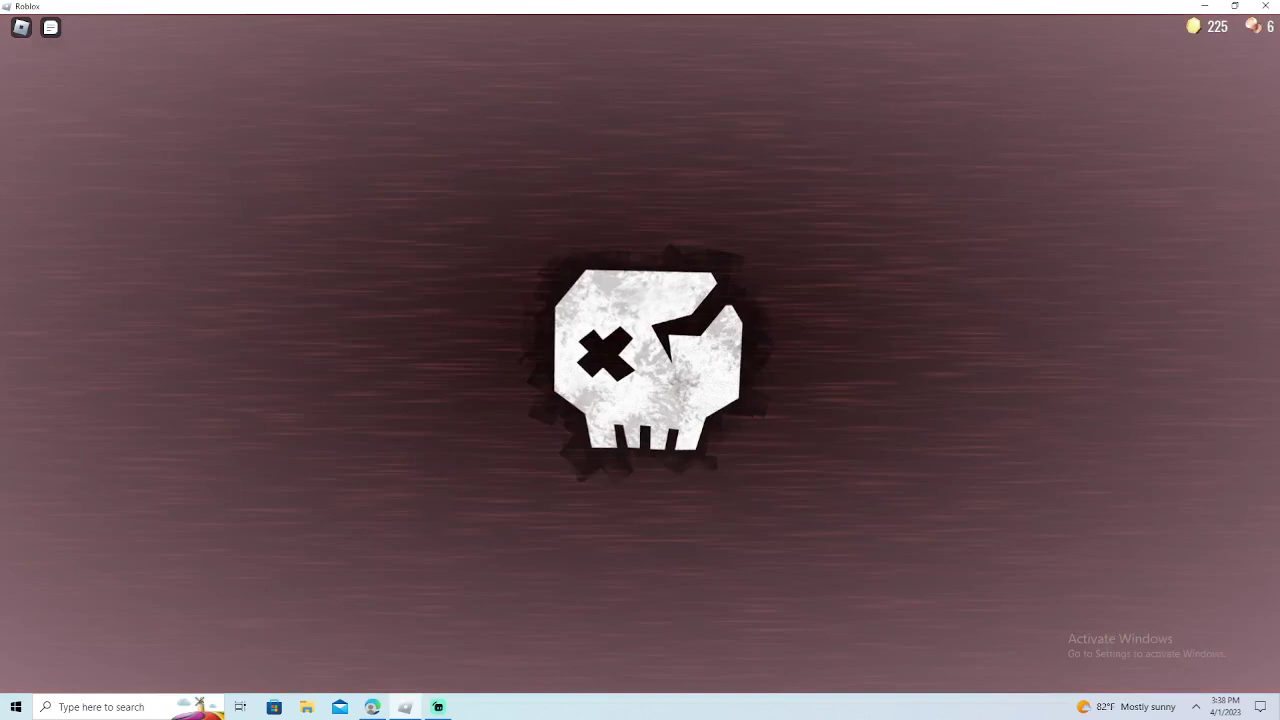 Roblox
225
6
Activate Windows
Go to Settings to activate Windows.
Type here to search
82°F Mostly sunny
3:38 PM
4/1/2023